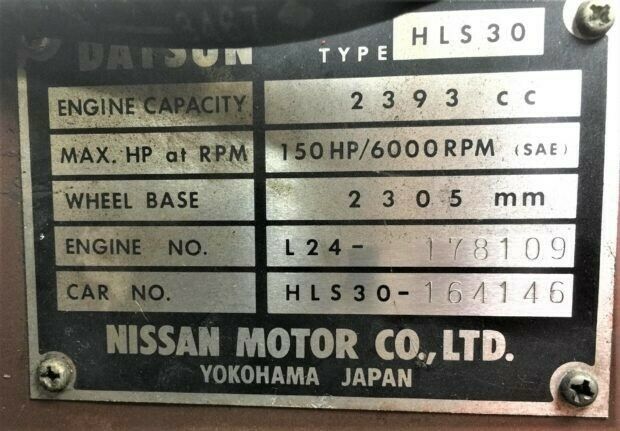 DATSUN TYPE HLS30
ENGINE CAPACITY 2393 cc
MAX. HP at RPM 150HP/6000RPM (SAE)
WHEEL BASE 2305 mm
ENGINE NO. L24- 178109
CAR NO. HLS30-164146
NISSAN MOTOR CO., LTD.
YOKOHAMA JAPAN